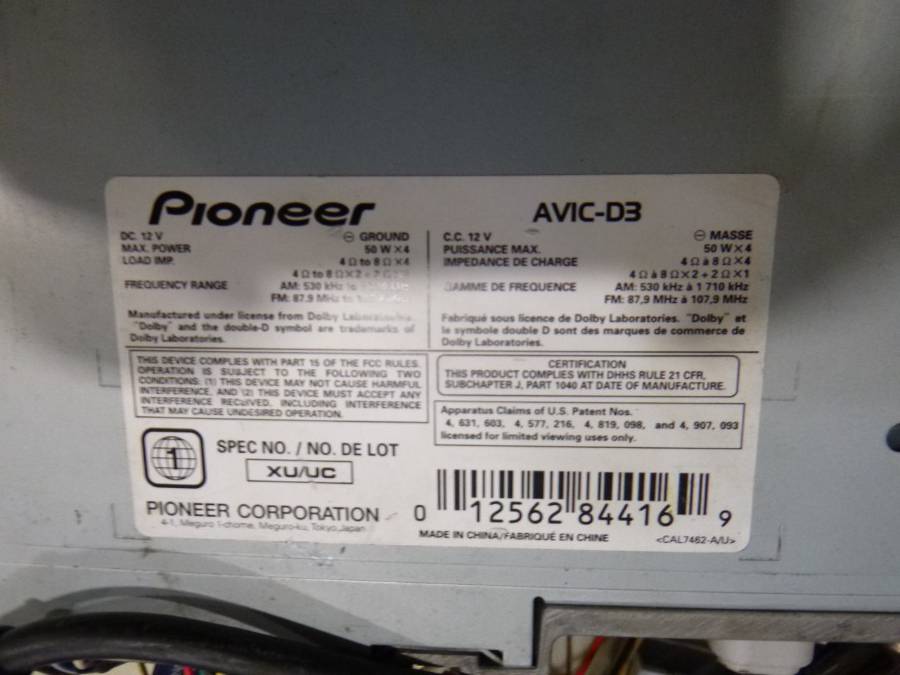 Pioneer
DC. 12 V ⊖ GROUND
MAX. POWER 50 W×4
LOAD IMP. 4 Ω to 8 Ω×4
4 Ω to 8 Ω×2
FREQUENCY RANGE AM: 530 kHz to
FM: 87.9 MHz to
Manufactured under license from Dolby Laboratories.
"Dolby" and the double-D symbol are trademarks of
Dolby Laboratories.
AVIC-D3
C.C. 12 V ⊖ MASSE
PUISSANCE MAX. 50 W×4
IMPEDANCE DE CHARGE 4 Ω à 8 Ω×4
4 Ω à 8 Ω×2 + 2 Ω×1
GAMME DE FREQUENCE AM: 530 kHz à 1 710 kHz
FM: 87,9 MHz à 107,9 MHz
Fabriqué sous licence de Dolby Laboratories. "Dolby" et
le symbole double D sont des marques de commerce de
Dolby Laboratories.
THIS DEVICE COMPLIES WITH PART 15 OF THE FCC RULES.
OPERATION IS SUBJECT TO THE FOLLOWING TWO
CONDITIONS: (1) THIS DEVICE MAY NOT CAUSE HARMFUL
INTERFERENCE, AND (2) THIS DEVICE MUST ACCEPT ANY
INTERFERENCE RECEIVED, INCLUDING INTERFERENCE
THAT MAY CAUSE UNDESIRED OPERATION.
CERTIFICATION
THIS PRODUCT COMPLIES WITH DHHS RULE 21 CFR,
SUBCHAPTER J, PART 1040 AT DATE OF MANUFACTURE.
Apparatus Claims of U.S. Patent Nos.
4, 631, 603, 4, 577, 216, 4, 819, 098, and 4, 907, 093
licensed for limited viewing uses only.
1
SPEC NO. / NO. DE LOT
XU/UC
PIONEER CORPORATION
4-1, Meguro 1-chome, Meguro-ku, Tokyo, Japan
0 12562 84416 9
MADE IN CHINA/FABRIQUÉ EN CHINE
<CAL7462-A/U>